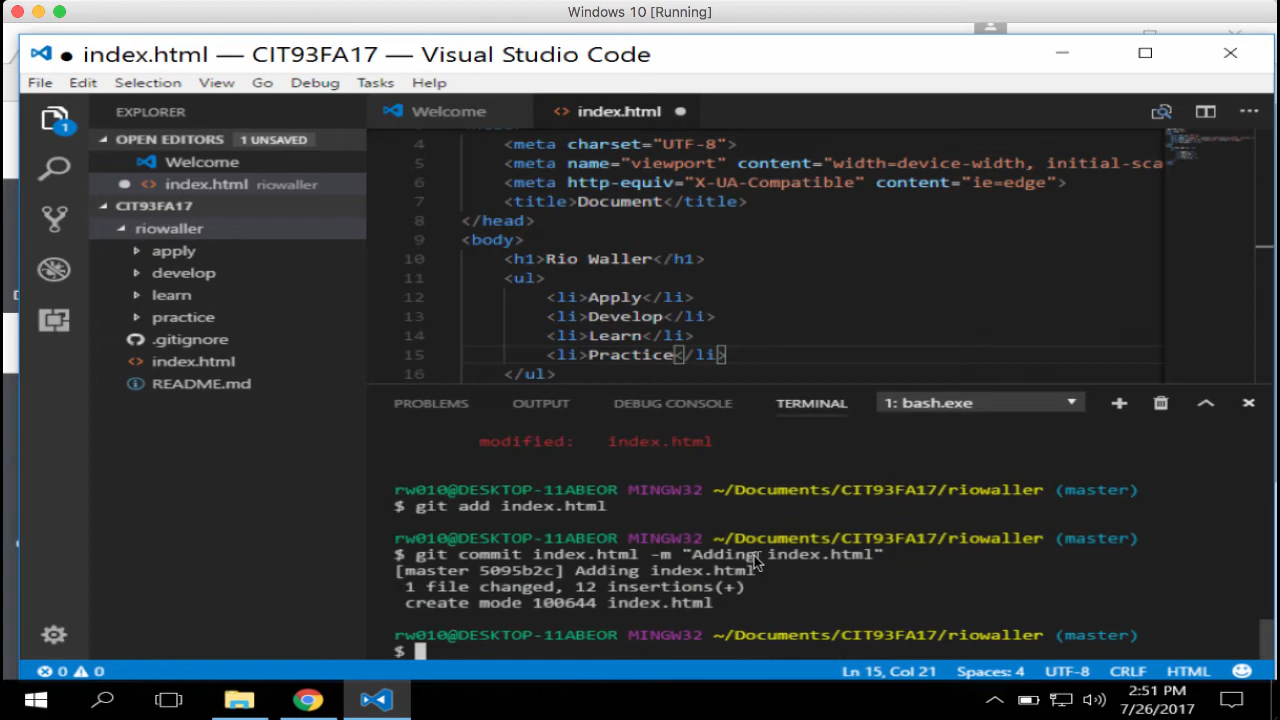 Windows 10 [Running]
● index.html — CIT93FA17 — Visual Studio Code
File Edit Selection View Go Debug Tasks Help
EXPLORER
OPEN EDITORS 1 UNSAVED
Welcome
index.html riowaller
CIT93FA17
riowaller
apply
develop
learn
practice
.gitignore
index.html
README.md
1
Welcome index.html
4 <meta charset="UTF-8">
5 <meta name="viewport" content="width=device-width, initial-sca
6 <meta http-equiv="X-UA-Compatible" content="ie=edge">
7 <title>Document</title>
8 </head>
9 <body>
10 <h1>Rio Waller</h1>
11 <ul>
12 <li>Apply</li>
13 <li>Develop</li>
14 <li>Learn</li>
15 <li>Practice</li>
16 </ul>
PROBLEMS OUTPUT DEBUG CONSOLE TERMINAL 1: bash.exe
modified: index.html
rw010@DESKTOP-11ABEOR MINGW32 ~/Documents/CIT93FA17/riowaller (master)
$ git add index.html
rw010@DESKTOP-11ABEOR MINGW32 ~/Documents/CIT93FA17/riowaller (master)
$ git commit index.html -m "Adding index.html"
[master 5095b2c] Adding index.html
1 file changed, 12 insertions(+)
create mode 100644 index.html
rw010@DESKTOP-11ABEOR MINGW32 ~/Documents/CIT93FA17/riowaller (master)
$
0 0 Ln 15, Col 21 Spaces: 4 UTF-8 CRLF HTML
2:51 PM
7/26/2017